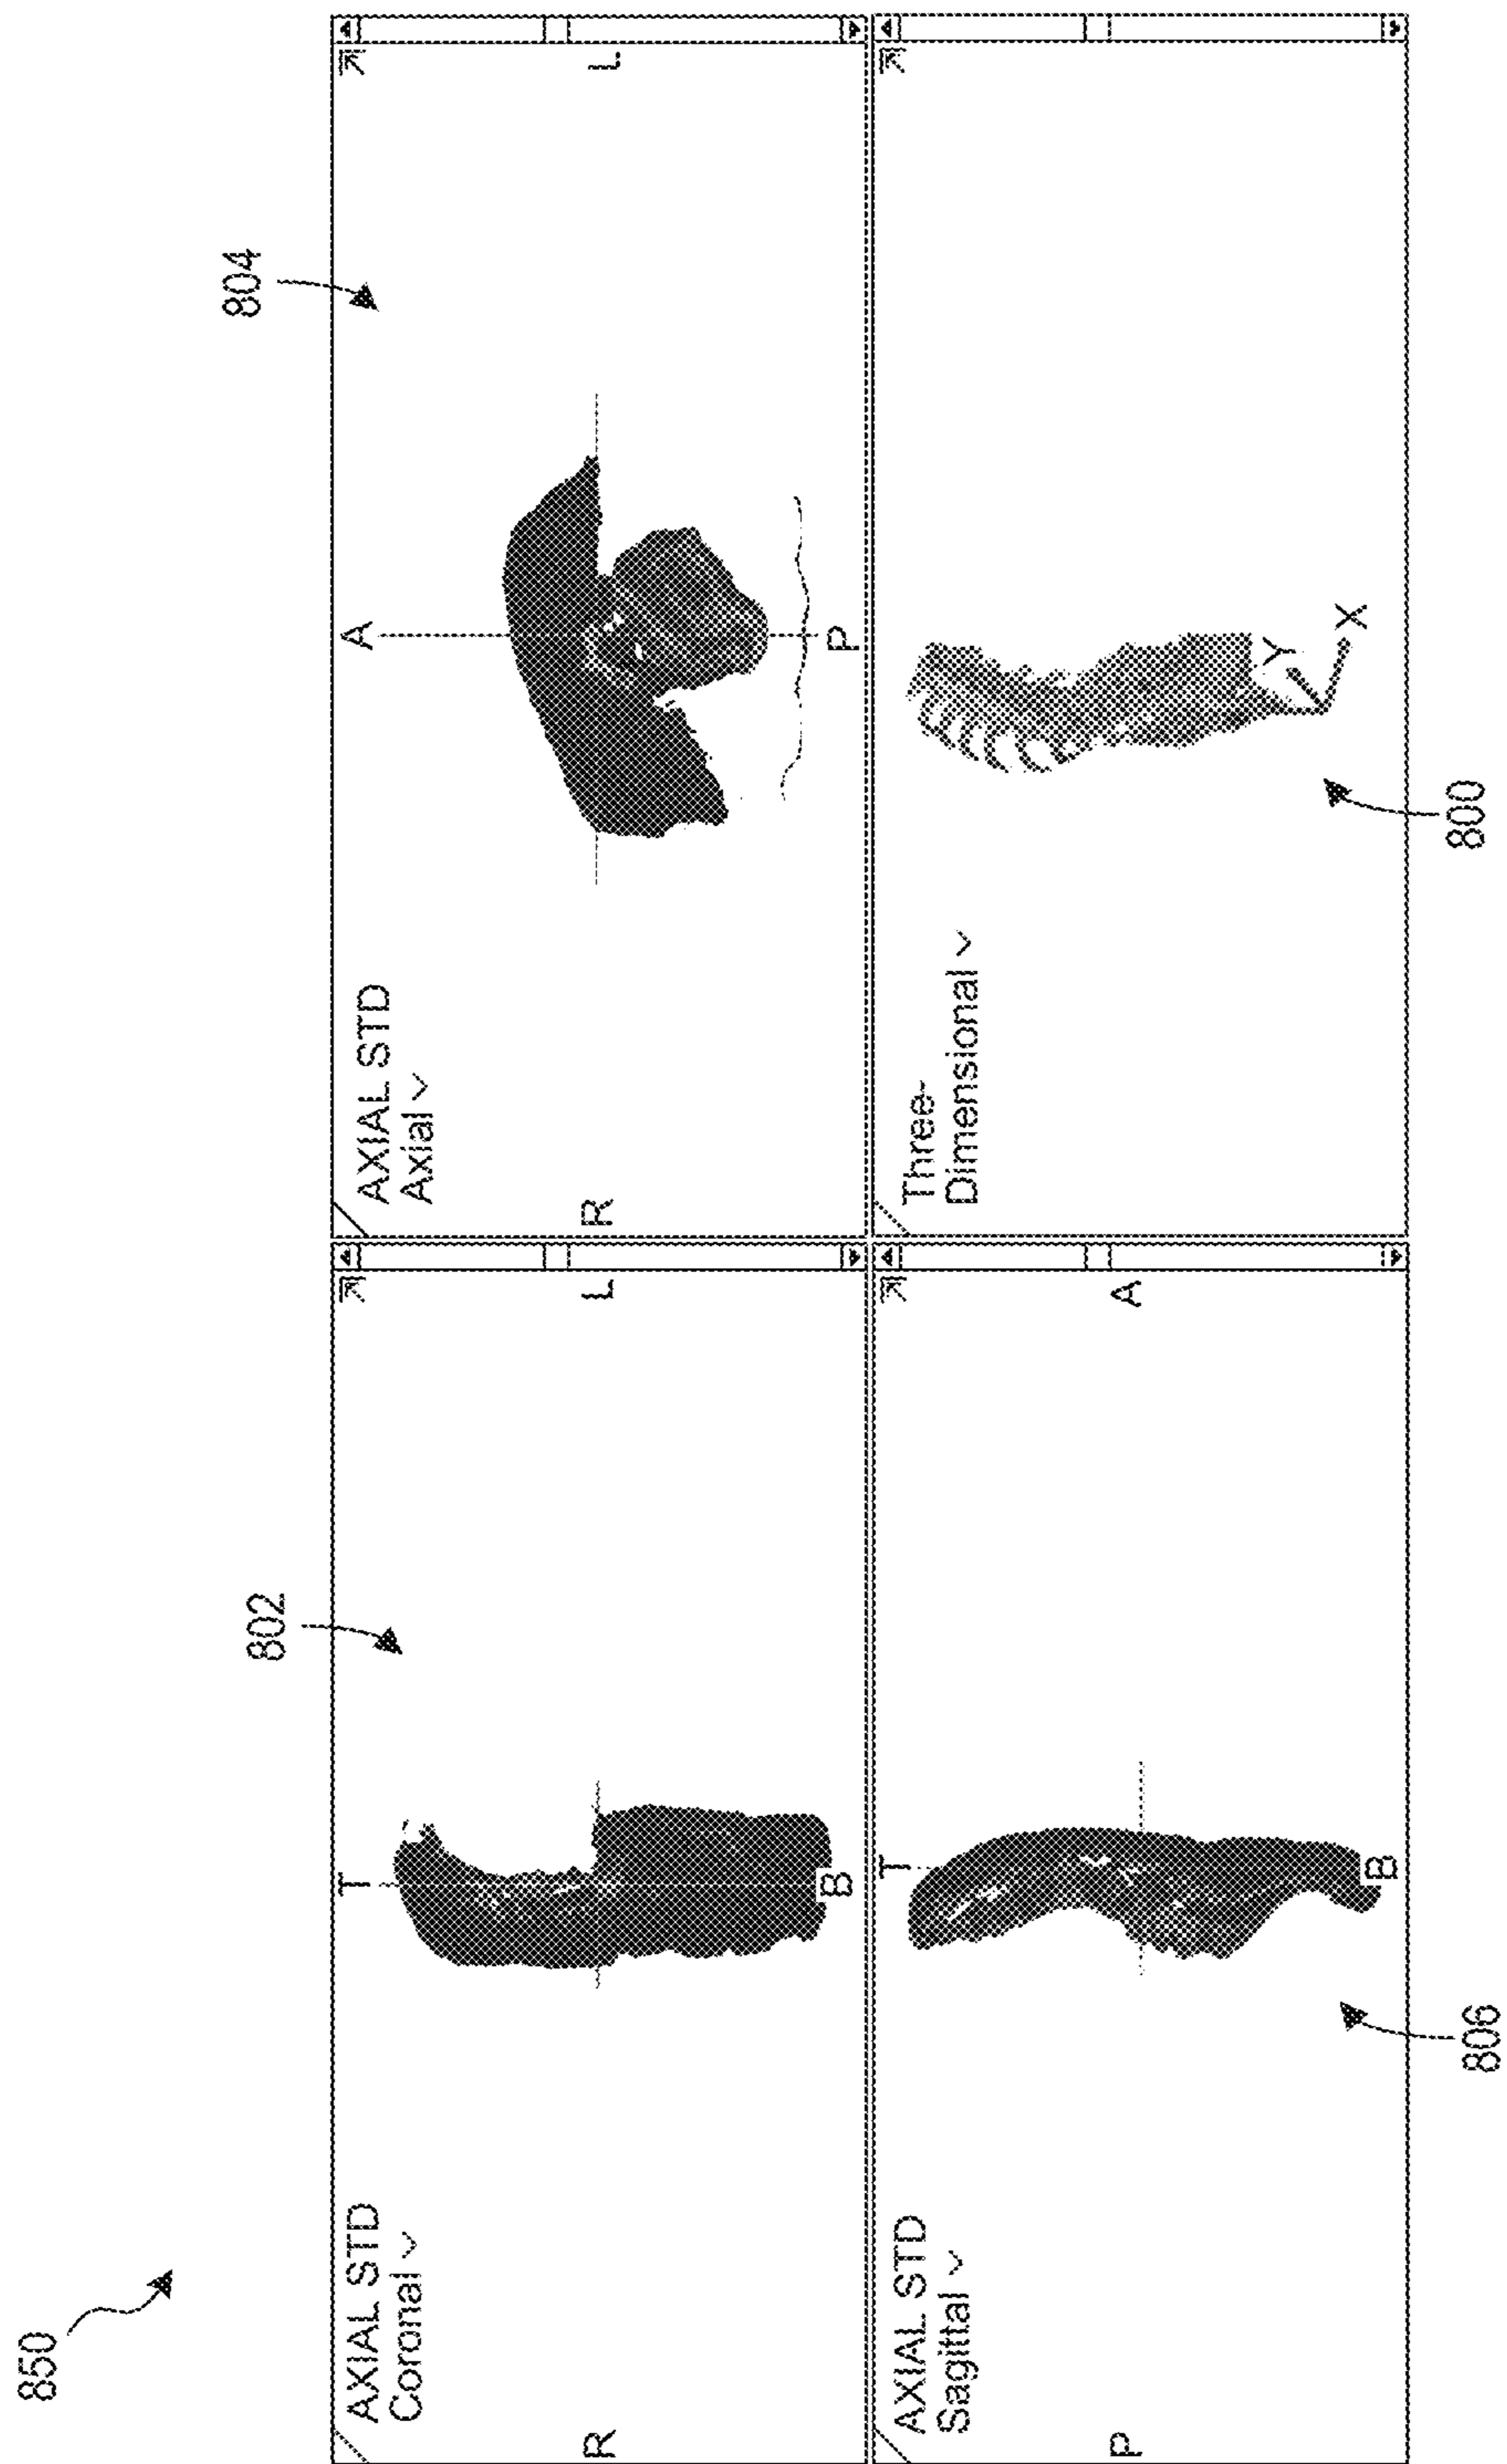 850
802
804
AXIAL STD
Coronal
T
R
L
B
AXIAL STD
Axial
A
R
L
P
AXIAL STD
Sagittal
T
P
A
B
Three-
Dimensional
Y
X
806
800